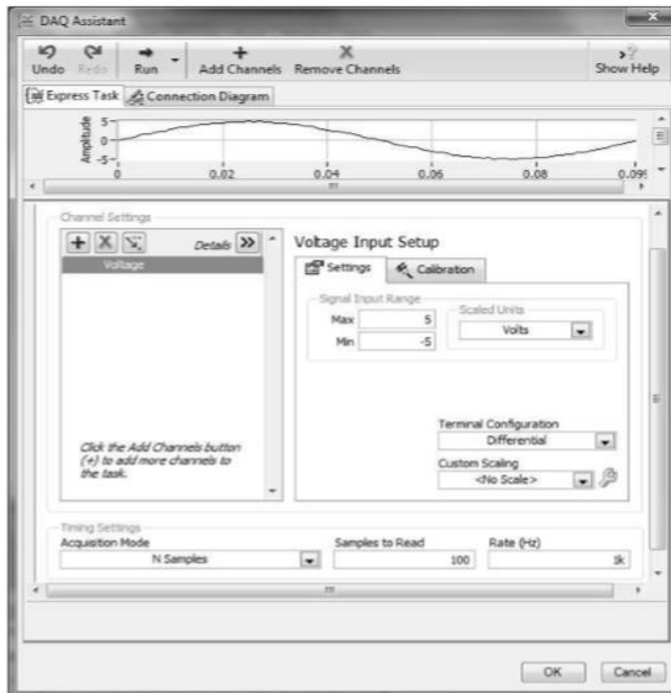 DAQ Assistant
Undo Redo Run Add Channels Remove Channels Show Help
Express Task Connection Diagram
Amplitude
5
0
-5
0 0.02 0.04 0.06 0.08 0.099
Channel Settings
Details
Voltage
Click the Add Channels button
(+) to add more channels to
the task.
Voltage Input Setup
Settings Calibration
Signal Input Range
Max 5
Min -5
Scaled Units
Volts
Terminal Configuration
Differential
Custom Scaling
<No Scale>
Timing Settings
Acquisition Mode Samples to Read Rate (Hz)
N Samples 100 1k
OK Cancel